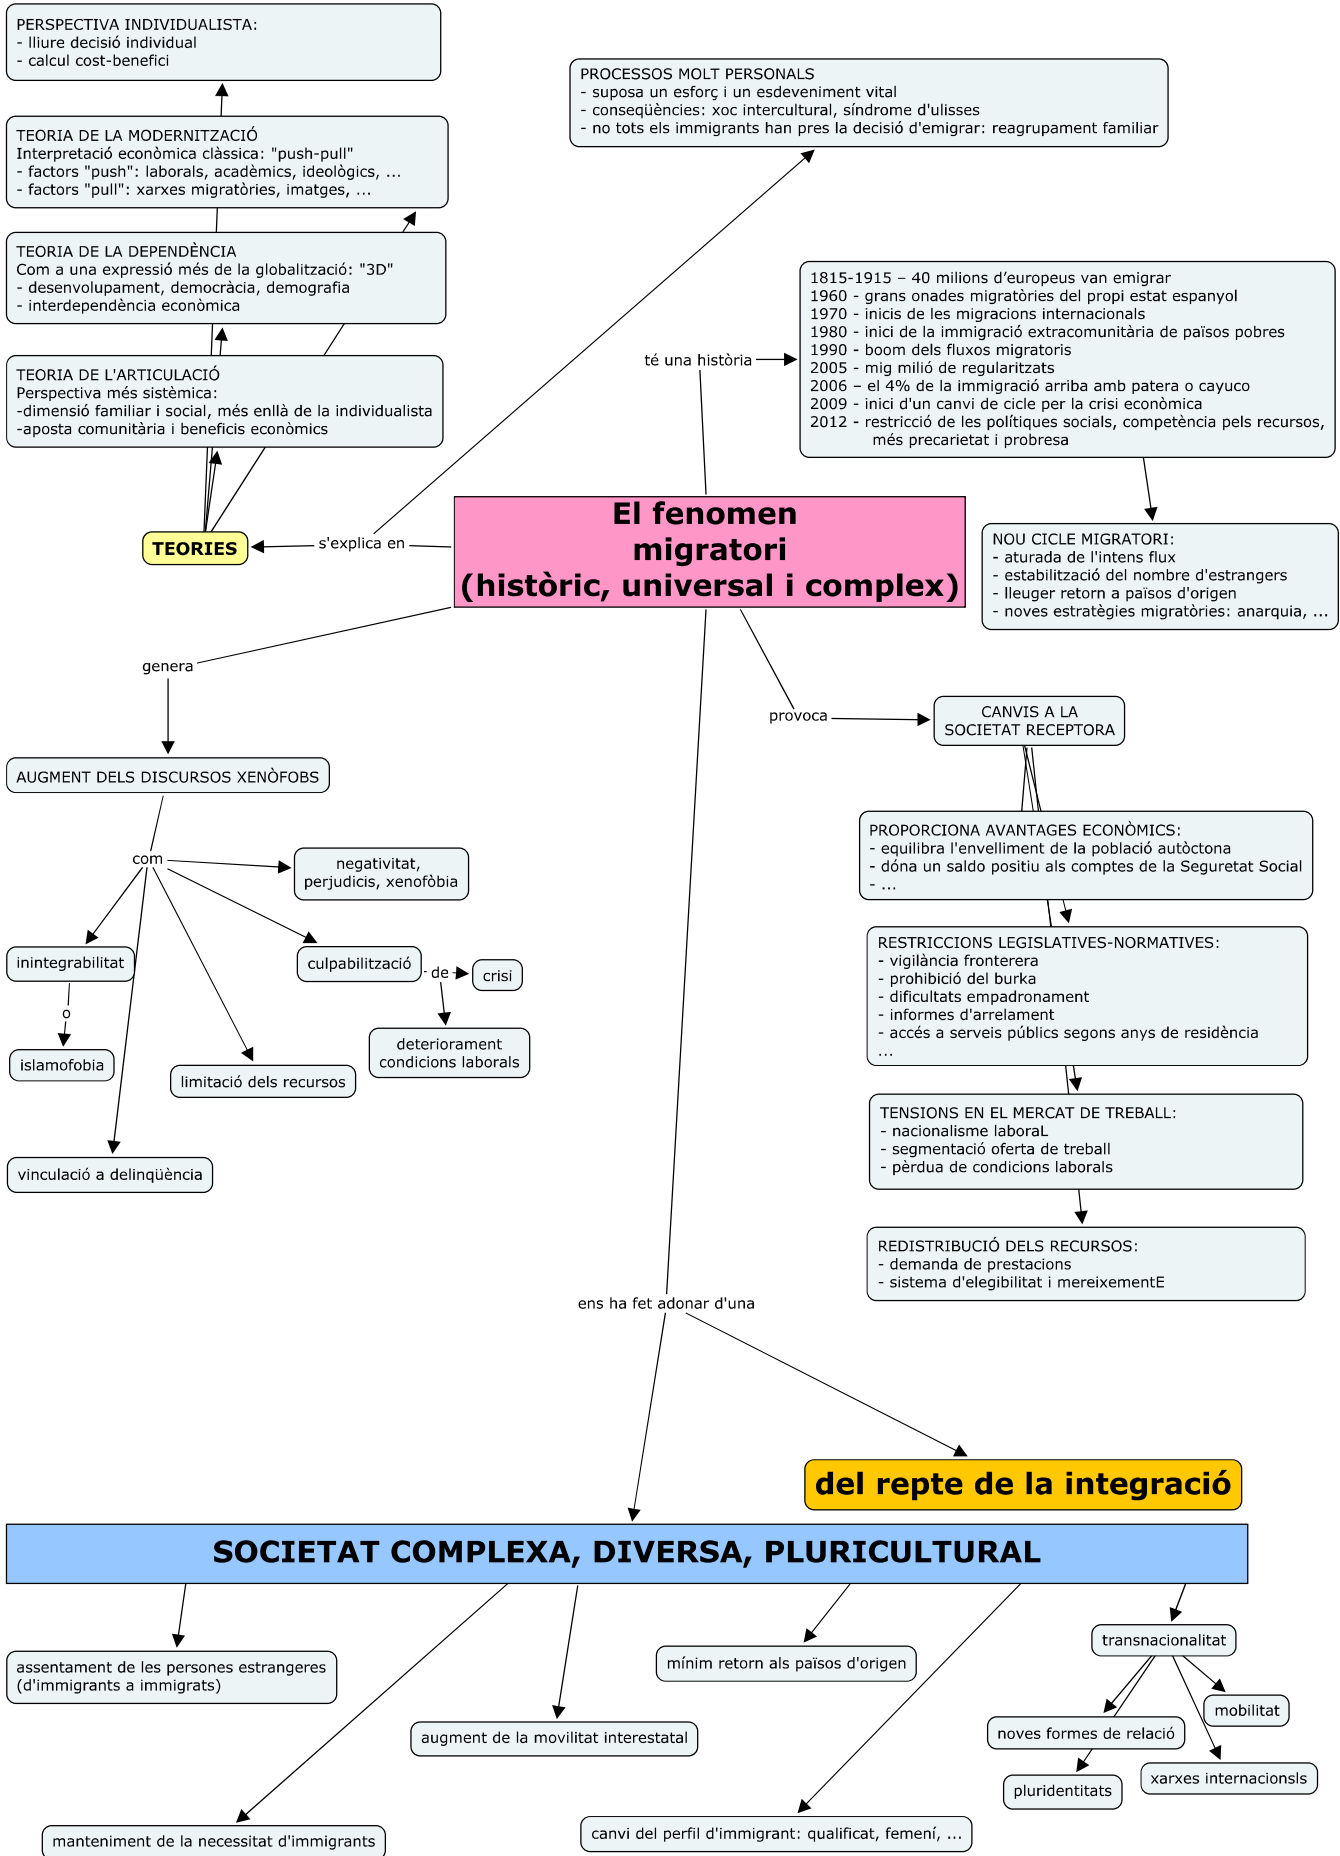 PERSPECTIVA INDIVIDUALISTA:
- lliure decisió individual
- calcul cost-benefici
TEORIA DE LA MODERNITZACIÓ
Interpretació econòmica clàssica: "push-pull"
- factors "push": laborals, acadèmics, ideològics, ...
- factors "pull": xarxes migratòries, imatges, ...
TEORIA DE LA DEPENDÈNCIA
Com a una expressió més de la globalització: "3D"
- desenvolupament, democràcia, demografia
- interdependència econòmica
TEORIA DE L'ARTICULACIÓ
Perspectiva més sistèmica:
-dimensió familiar i social, més enllà de la individualista
-aposta comunitària i beneficis econòmics
TEORIES
s'explica en
PROCESSOS MOLT PERSONALS
- suposa un esforç i un esdeveniment vital
- conseqüències: xoc intercultural, síndrome d'ulisses
- no tots els immigrants han pres la decisió d'emigrar: reagrupament familiar
té una història
1815-1915 – 40 milions d’europeus van emigrar
1960 - grans onades migratòries del propi estat espanyol
1970 - inicis de les migracions internacionals
1980 - inici de la immigració extracomunitària de països pobres
1990 - boom dels fluxos migratoris
2005 - mig milió de regularitzats
2006 – el 4% de la immigració arriba amb patera o cayuco
2009 - inici d'un canvi de cicle per la crisi econòmica
2012 - restricció de les polítiques socials, competència pels recursos,
més precarietat i probresa
El fenomen
migratori
(històric, universal i complex)
NOU CICLE MIGRATORI:
- aturada de l'intens flux
- estabilització del nombre d'estrangers
- lleuger retorn a països d'origen
- noves estratègies migratòries: anarquia, ...
genera
AUGMENT DELS DISCURSOS XENÒFOBS
com
negativitat,
perjudicis, xenofòbia
inintegrabilitat
o
islamofobia
culpabilització
de
crisi
deteriorament
condicions laborals
limitació dels recursos
vinculació a delinqüència
provoca
CANVIS A LA
SOCIETAT RECEPTORA
PROPORCIONA AVANTAGES ECONÒMICS:
- equilibra l'envelliment de la població autòctona
- dóna un saldo positiu als comptes de la Seguretat Social
- ...
RESTRICCIONS LEGISLATIVES-NORMATIVES:
- vigilància fronterera
- prohibició del burka
- dificultats empadronament
- informes d'arrelament
- accés a serveis públics segons anys de residència
...
TENSIONS EN EL MERCAT DE TREBALL:
- nacionalisme laboraL
- segmentació oferta de treball
- pèrdua de condicions laborals
REDISTRIBUCIÓ DELS RECURSOS:
- demanda de prestacions
- sistema d'elegibilitat i mereixementE
ens ha fet adonar d'una
del repte de la integració
SOCIETAT COMPLEXA, DIVERSA, PLURICULTURAL
assentament de les persones estrangeres
(d'immigrants a immigrats)
manteniment de la necessitat d'immigrants
augment de la movilitat interestatal
mínim retorn als països d'origen
canvi del perfil d'immigrant: qualificat, femení, ...
transnacionalitat
mobilitat
noves formes de relació
xarxes internacionsls
pluridentitats